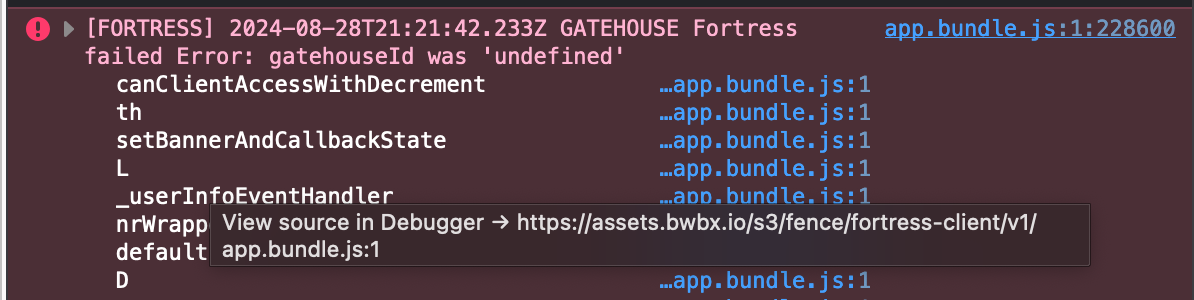 [FORTRESS] 2024-08-28T21:21:42.233Z GATEHOUSE Fortress app.bundle.js:1:228600
failed Error: gatehouseId was 'undefined'
canClientAccessWithDecrement …app.bundle.js:1
th …app.bundle.js:1
setBannerAndCallbackState …app.bundle.js:1
L …app.bundle.js:1
_userInfoEventHandler …app.bundle.js:1
nrWrapp
View source in Debugger → https://assets.bwbx.io/s3/fence/fortress-client/v1/
app.bundle.js:1
default
D …app.bundle.js:1